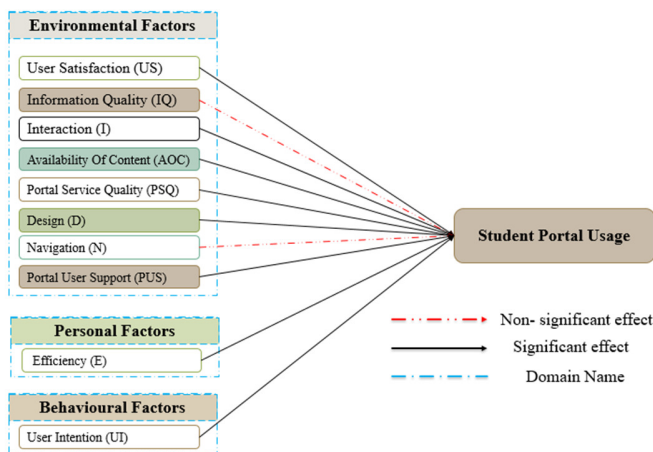 Environmental Factors
User Satisfaction (US)
Information Quality (IQ)
Interaction (I)
Availability Of Content (AOC)
Portal Service Quality (PSQ)
Design (D)
Navigation (N)
Portal User Support (PUS)
Student Portal Usage
Personal Factors
Efficiency (E)
Behavioural Factors
User Intention (UI)
Non- significant effect
Significant effect
Domain Name